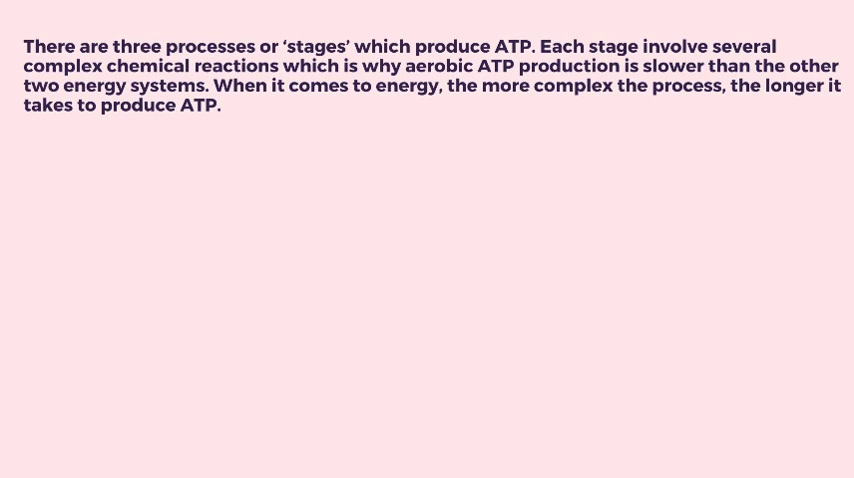 There are three processes or ‘stages’ which produce ATP. Each stage involve several
complex chemical reactions which is why aerobic ATP production is slower than the other
two energy systems. When it comes to energy, the more complex the process, the longer it
takes to produce ATP.